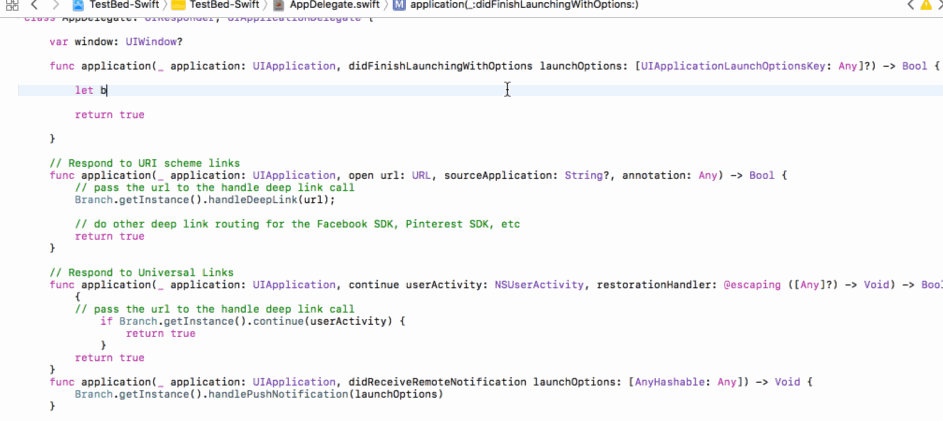 TestBed-Swift TestBed-Swift AppDelegate.swift M application(_:didFinishLaunchingWithOptions:)
class AppDelegate: UIResponder, UIApplicationDelegate {
var window: UIWindow?
func application(_ application: UIApplication, didFinishLaunchingWithOptions launchOptions: [UIApplicationLaunchOptionsKey: Any]?) -> Bool {
let b
return true
}
// Respond to URI scheme links
func application(_ application: UIApplication, open url: URL, sourceApplication: String?, annotation: Any) -> Bool {
// pass the url to the handle deep link call
Branch.getInstance().handleDeepLink(url);
// do other deep link routing for the Facebook SDK, Pinterest SDK, etc
return true
}
// Respond to Universal Links
func application(_ application: UIApplication, continue userActivity: NSUserActivity, restorationHandler: @escaping ([Any]?) -> Void) -> Bool
{
// pass the url to the handle deep link call
if Branch.getInstance().continue(userActivity) {
return true
}
return true
}
func application(_ application: UIApplication, didReceiveRemoteNotification launchOptions: [AnyHashable: Any]) -> Void {
Branch.getInstance().handlePushNotification(launchOptions)
}